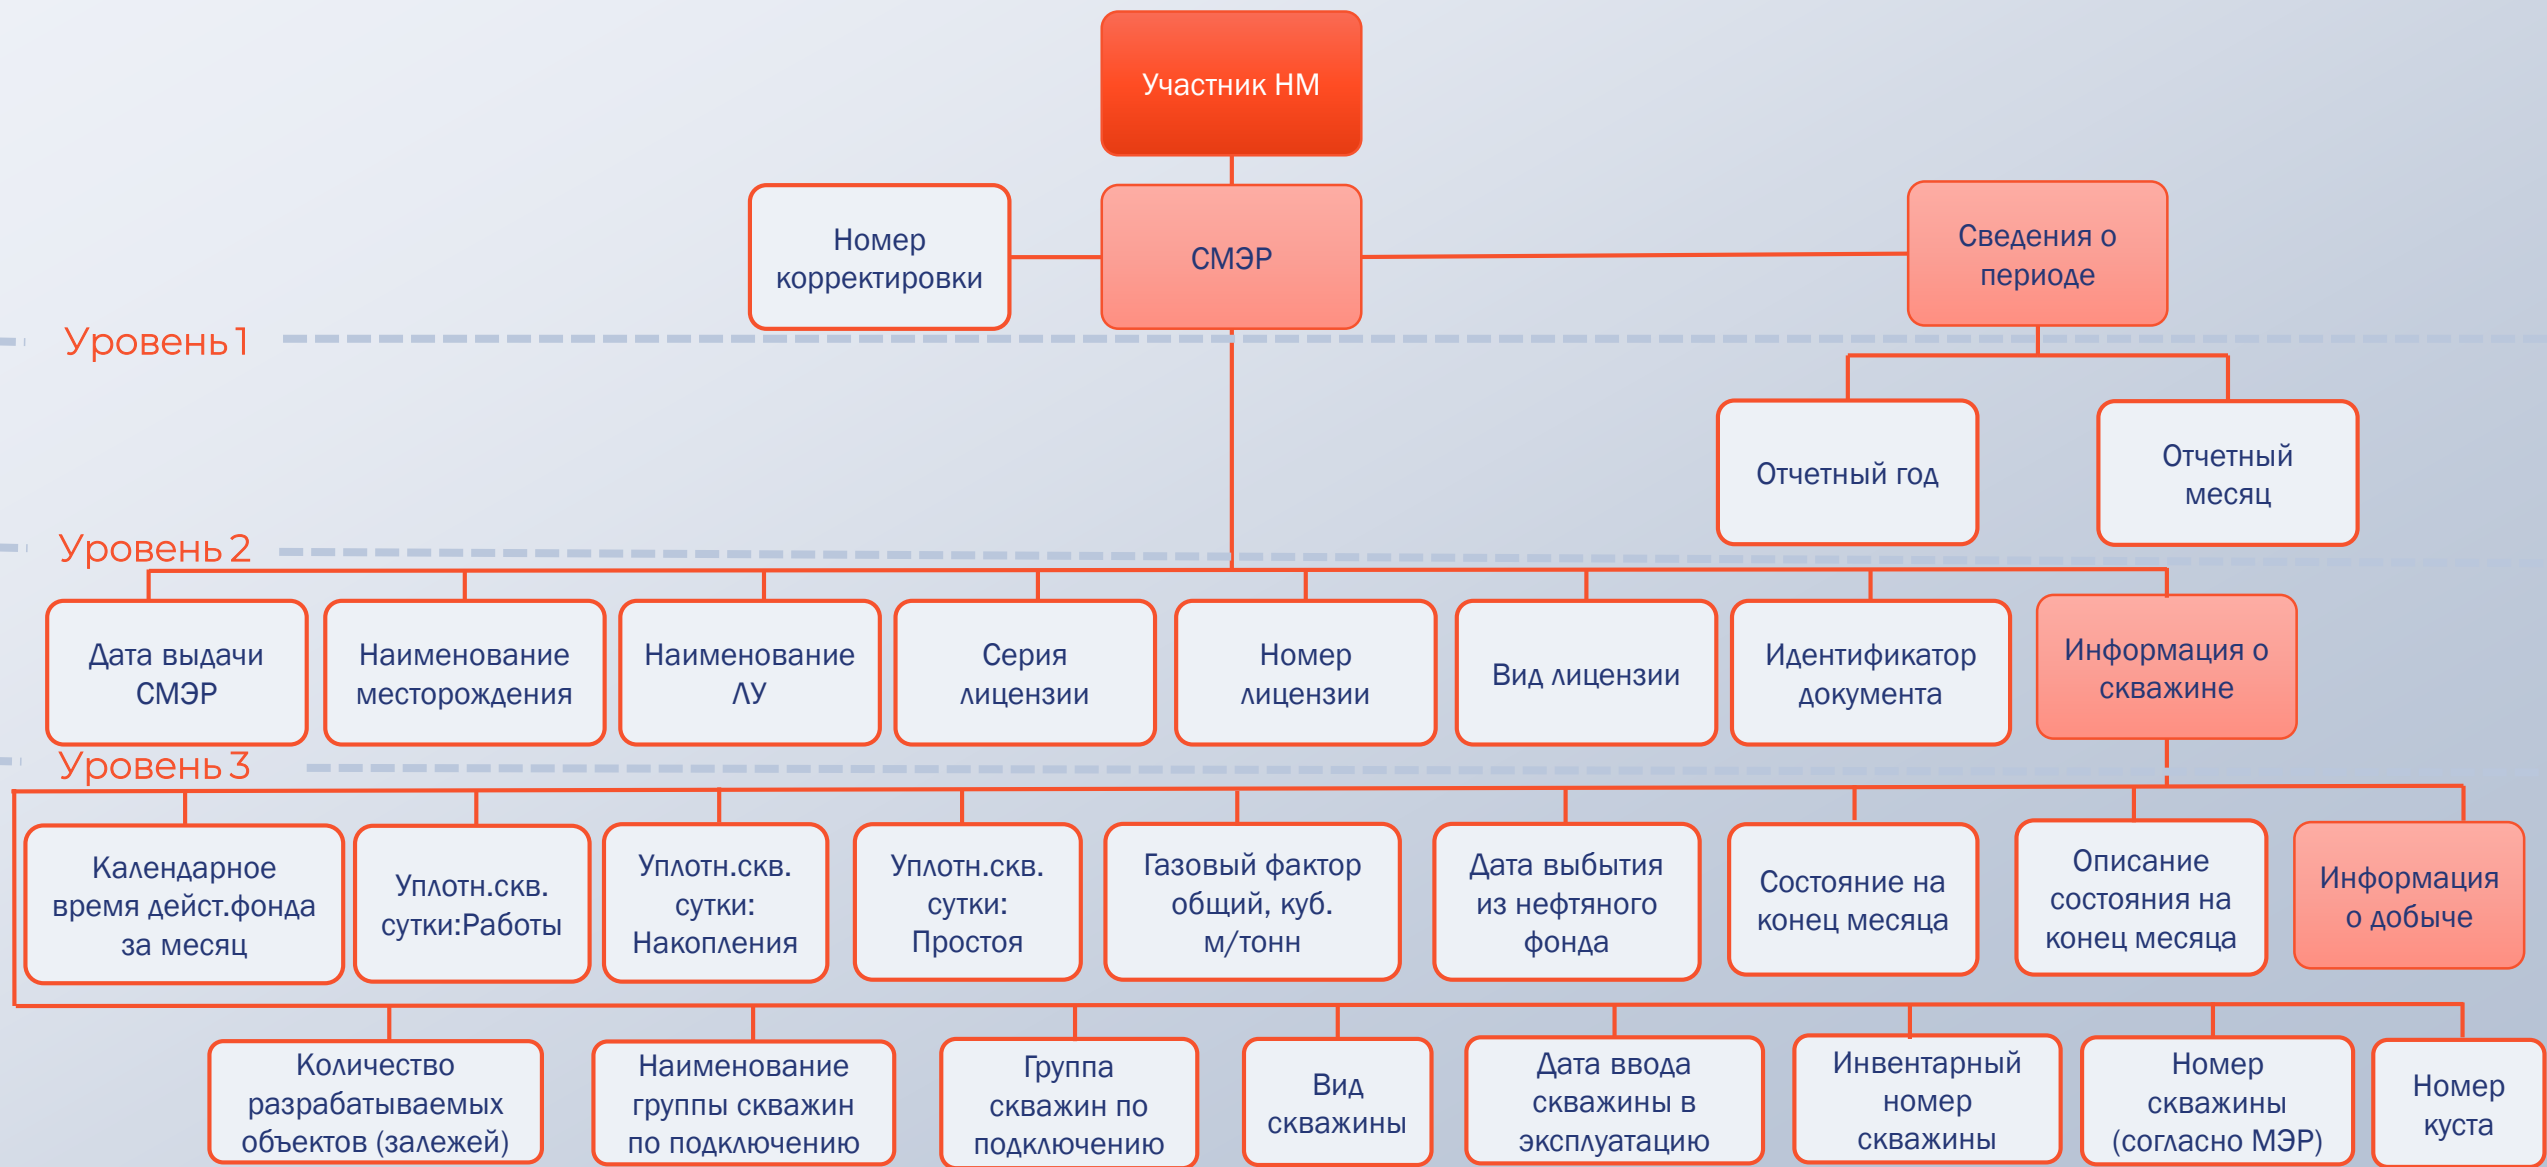 Участник НМ
Номер
корректировки
СМЭР
Сведения о
периоде
Уровень 1
Отчетный год
Отчетный
месяц
Уровень 2
Дата выдачи
СМЭР
Наименование
месторождения
Наименование
ЛУ
Серия
лицензии
Номер
лицензии
Вид лицензии
Идентификатор
документа
Информация о
скважине
Уровень 3
Календарное
время дейст.фонда
за месяц
Уплотн.скв.
сутки:Работы
Уплотн.скв.
сутки:
Накопления
Уплотн.скв.
сутки:
Простоя
Газовый фактор
общий, куб.
м/тонн
Дата выбытия
из нефтяного
фонда
Состояние на
конец месяца
Описание
состояния на
конец месяца
Информация
о добыче
Количество
разрабатываемых
объектов (залежей)
Наименование
группы скважин
по подключению
Группа
скважин по
подключению
Вид
скважины
Дата ввода
скважины в
эксплуатацию
Инвентарный
номер
скважины
Номер
скважины
(согласно МЭР)
Номер
куста